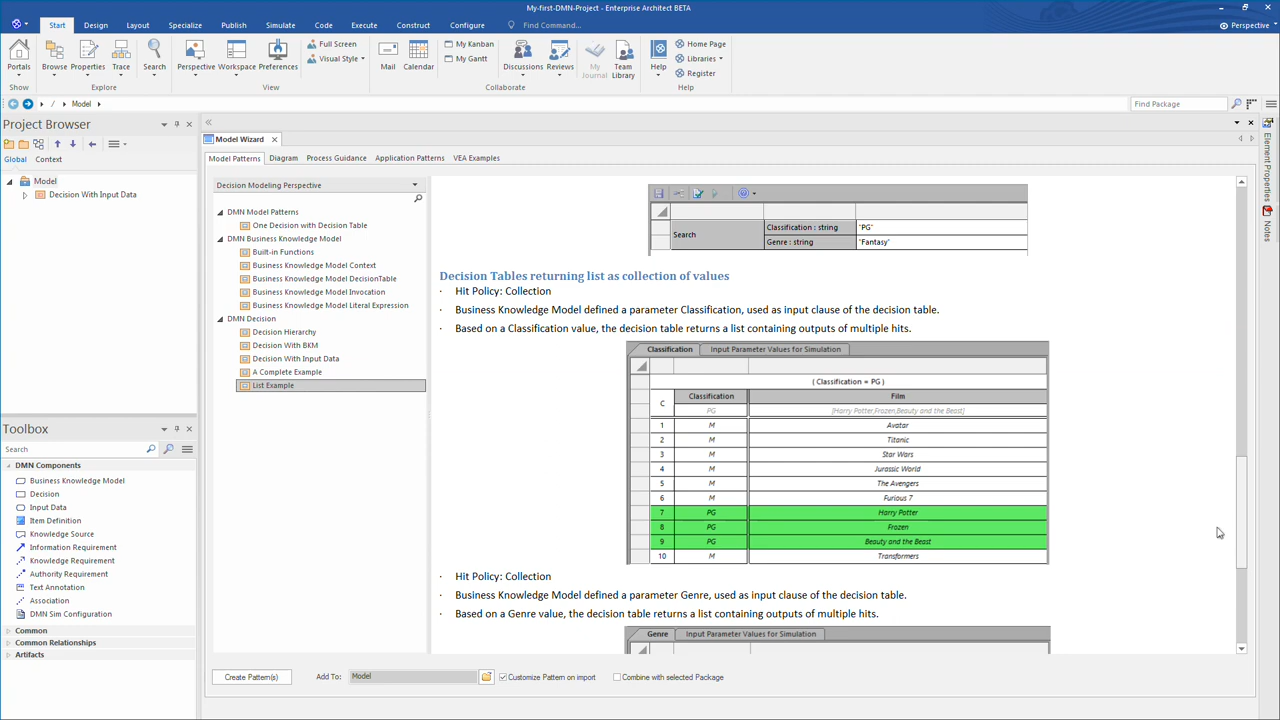 My-first-DMN-Project - Enterprise Architect BETA
Start Design Layout Specialize Publish Simulate Code Execute Construct Configure Find Command...
Perspective
Portals Browse Properties Trace Search Perspective Workspace Preferences Full Screen Visual Style Mail Calendar My Kanban My Gantt Discussions Reviews My Journal Team Library Help Home Page Libraries Register
Show Explore View Collaborate Help
/ Model
Find Package
Project Browser
Global Context
Model
Decision With Input Data
Toolbox
Search
DMN Components
Business Knowledge Model
Decision
Input Data
Item Definition
Knowledge Source
Information Requirement
Knowledge Requirement
Authority Requirement
Text Annotation
Association
DMN Sim Configuration
Common
Common Relationships
Artifacts
Model Wizard
Model Patterns Diagram Process Guidance Application Patterns VEA Examples
Decision Modeling Perspective
DMN Model Patterns
One Decision with Decision Table
DMN Business Knowledge Model
Built-in Functions
Business Knowledge Model Context
Business Knowledge Model DecisionTable
Business Knowledge Model Invocation
Business Knowledge Model Literal Expression
DMN Decision
Decision Hierarchy
Decision With BKM
Decision With Input Data
A Complete Example
List Example
Search
Classification : string "PG"
Genre : string "Fantasy"
Decision Tables returning list as collection of values
· Hit Policy: Collection
· Business Knowledge Model defined a parameter Classification, used as input clause of the decision table.
· Based on a Classification value, the decision table returns a list containing outputs of multiple hits.
Classification Input Parameter Values for Simulation
( Classification = PG )
C Classification Film
PG [Harry Potter,Frozen,Beauty and the Beast]
1 M Avatar
2 M Titanic
3 M Star Wars
4 M Jurassic World
5 M The Avengers
6 M Furious 7
7 PG Harry Potter
8 PG Frozen
9 PG Beauty and the Beast
10 M Transformers
· Hit Policy: Collection
· Business Knowledge Model defined a parameter Genre, used as input clause of the decision table.
· Based on a Genre value, the decision table returns a list containing outputs of multiple hits.
Genre Input Parameter Values for Simulation
Create Pattern(s) Add To: Model Customize Pattern on import Combine with selected Package
Element Properties
Notes